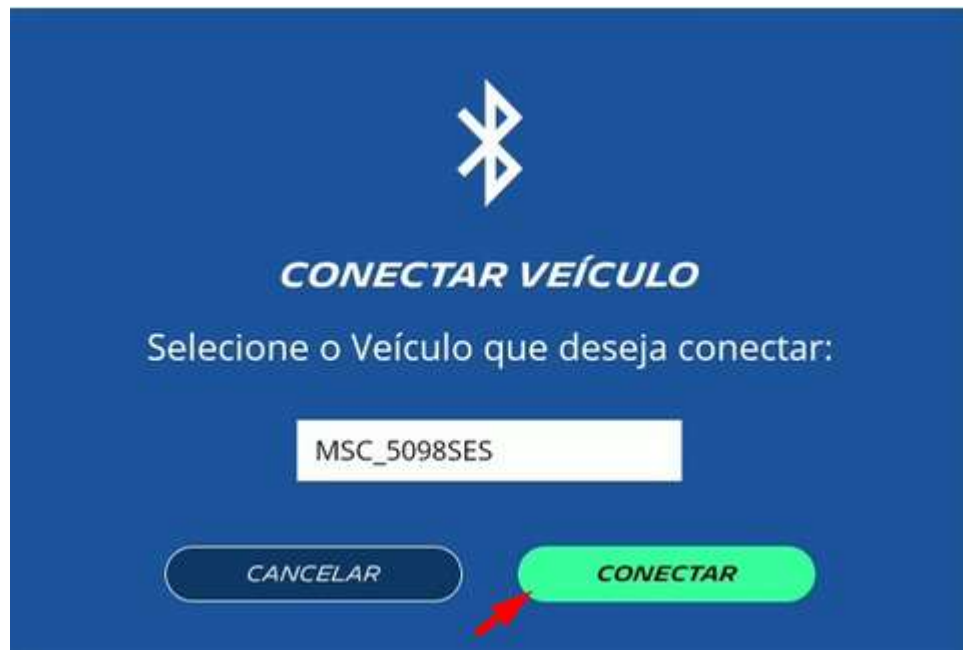 CONECTAR VEÍCULO
Selecione o Veículo que deseja conectar:
MSC_5098SES
CANCELAR
CONECTAR